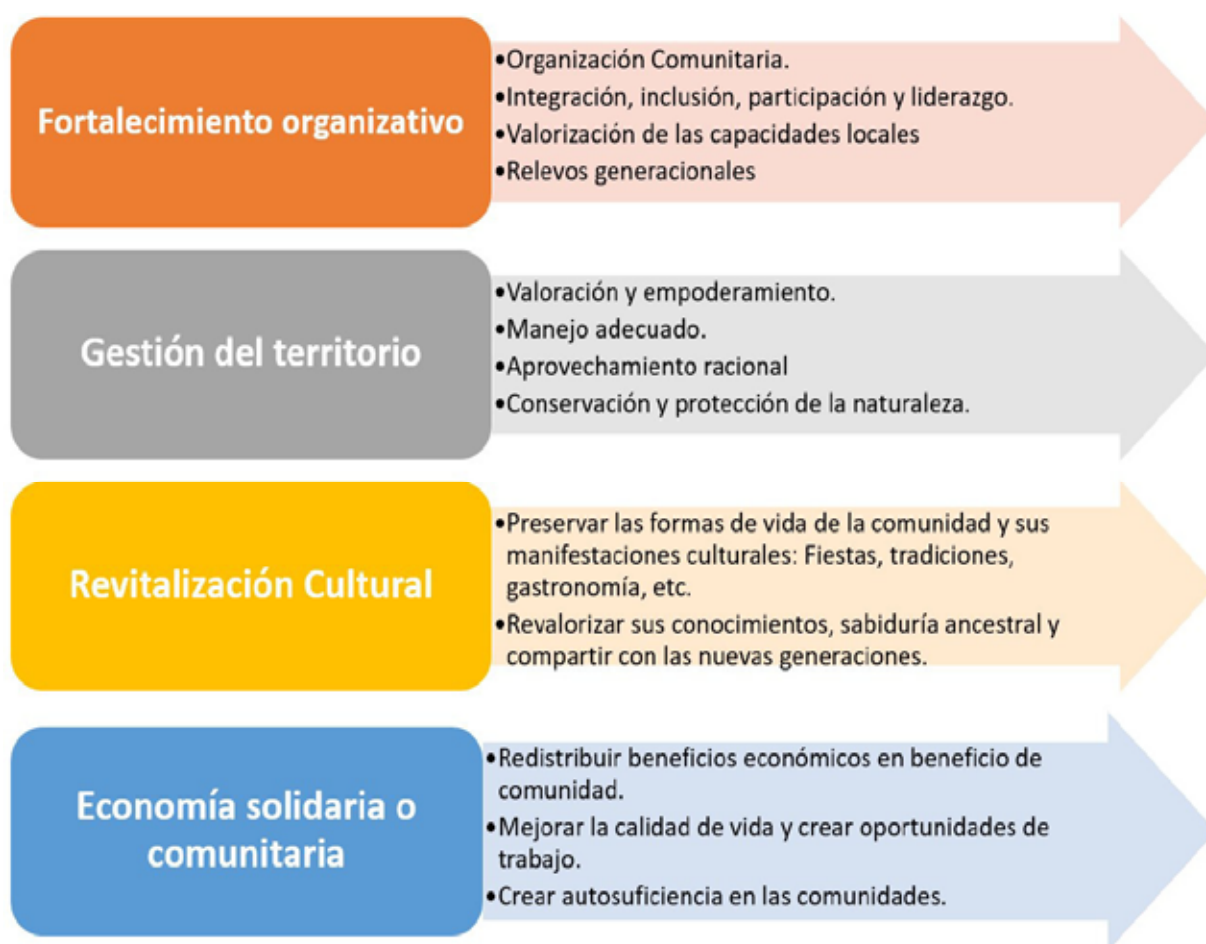 Fortalecimiento organizativo
•Organización Comunitaria.
•Integración, inclusión, participación y liderazgo.
•Valorización de las capacidades locales
•Relevos generacionales
Gestión del territorio
•Valoración y empoderamiento.
•Manejo adecuado.
•Aprovechamiento racional
•Conservación y protección de la naturaleza.
Revitalización Cultural
•Preservar las formas de vida de la comunidad y sus
manifestaciones culturales: Fiestas, tradiciones,
gastronomía, etc.
•Revalorizar sus conocimientos, sabiduría ancestral y
compartir con las nuevas generaciones.
Economía solidaria o
comunitaria
•Redistribuir beneficios económicos en beneficio de
comunidad.
•Mejorar la calidad de vida y crear oportunidades de
trabajo.
•Crear autosuficiencia en las comunidades.